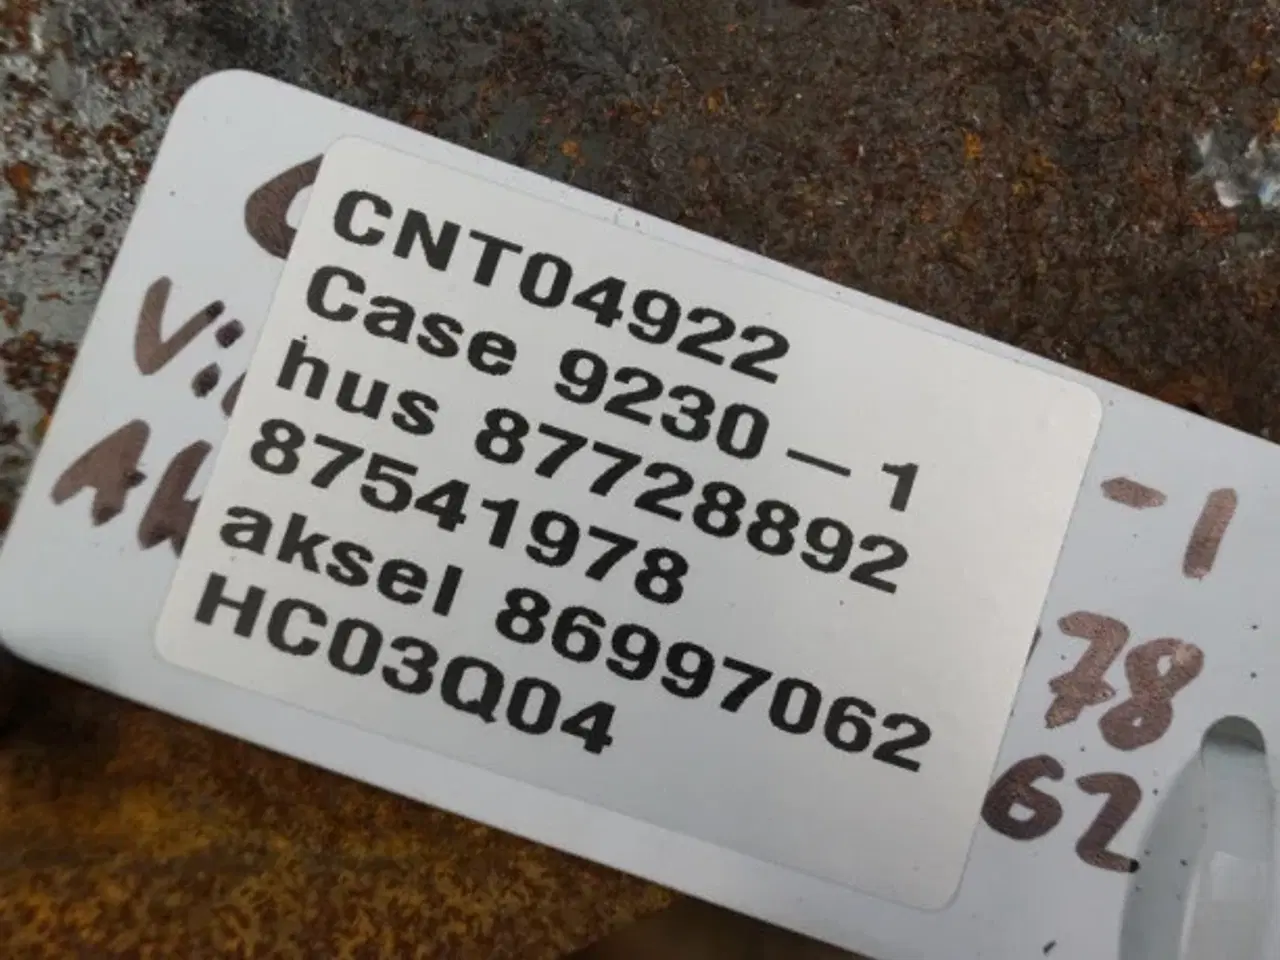 CNT04922
Case 9230-1
hus 87728892
87541978
aksel 86997062
HC03Q04
-1
78
62